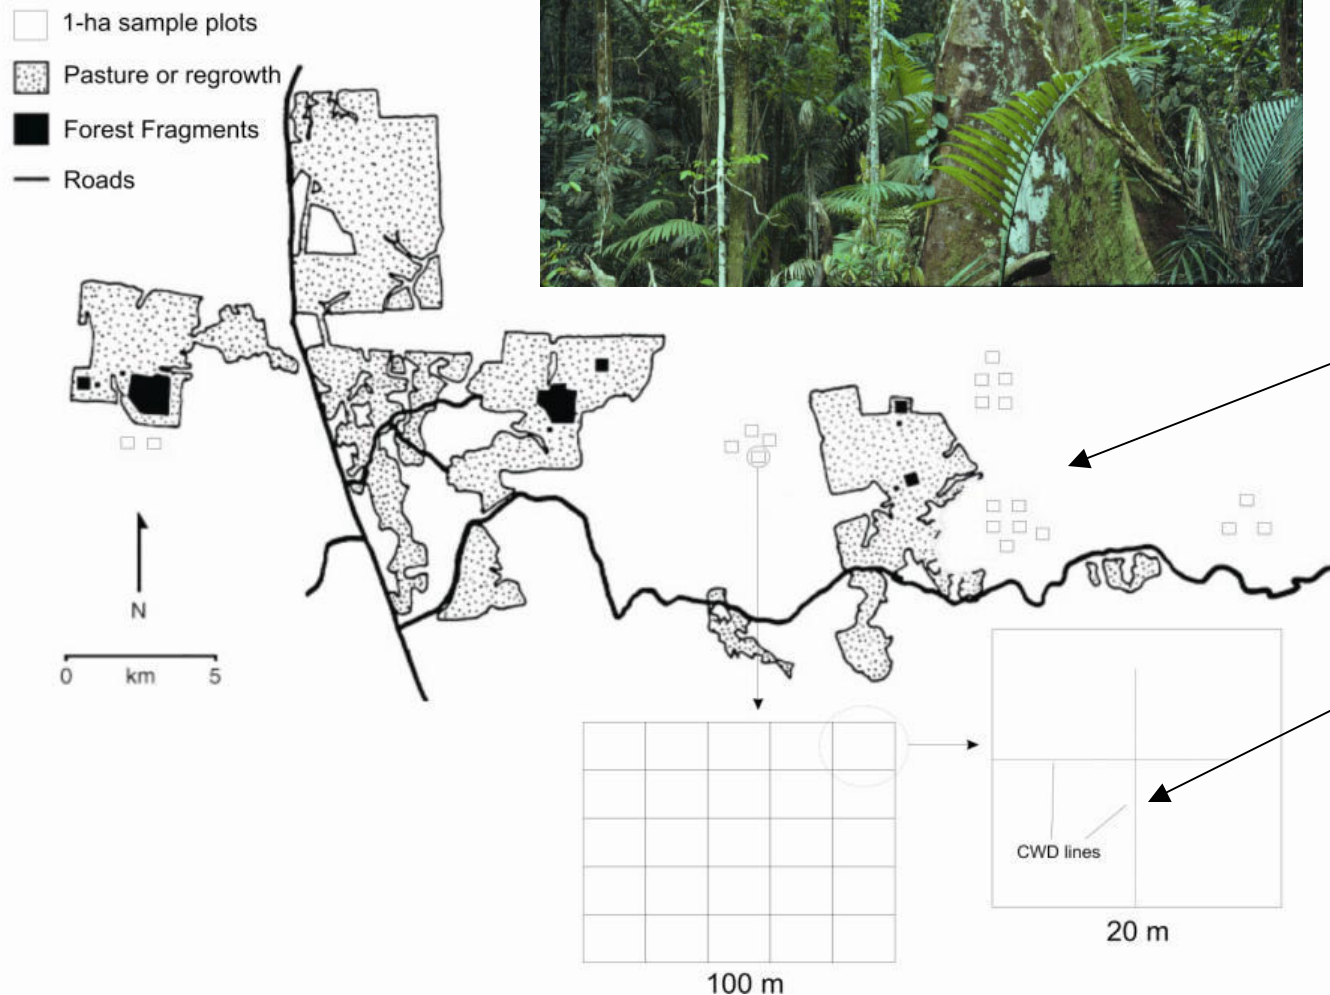 1-ha sample plots
Pasture or regrowth
Forest Fragments
Roads
N
0 km 5
CWD lines
20 m
100 m